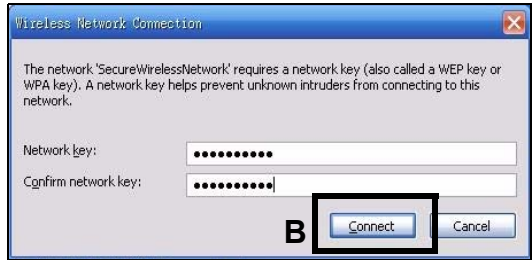 Wireless Network Connection
The network 'SecureWirelessNetwork' requires a network key (also called a WEP key or
WPA key). A network key helps prevent unknown intruders from connecting to this
network.
Network key: ••••••••••
Confirm network key: ••••••••••
B Connect Cancel